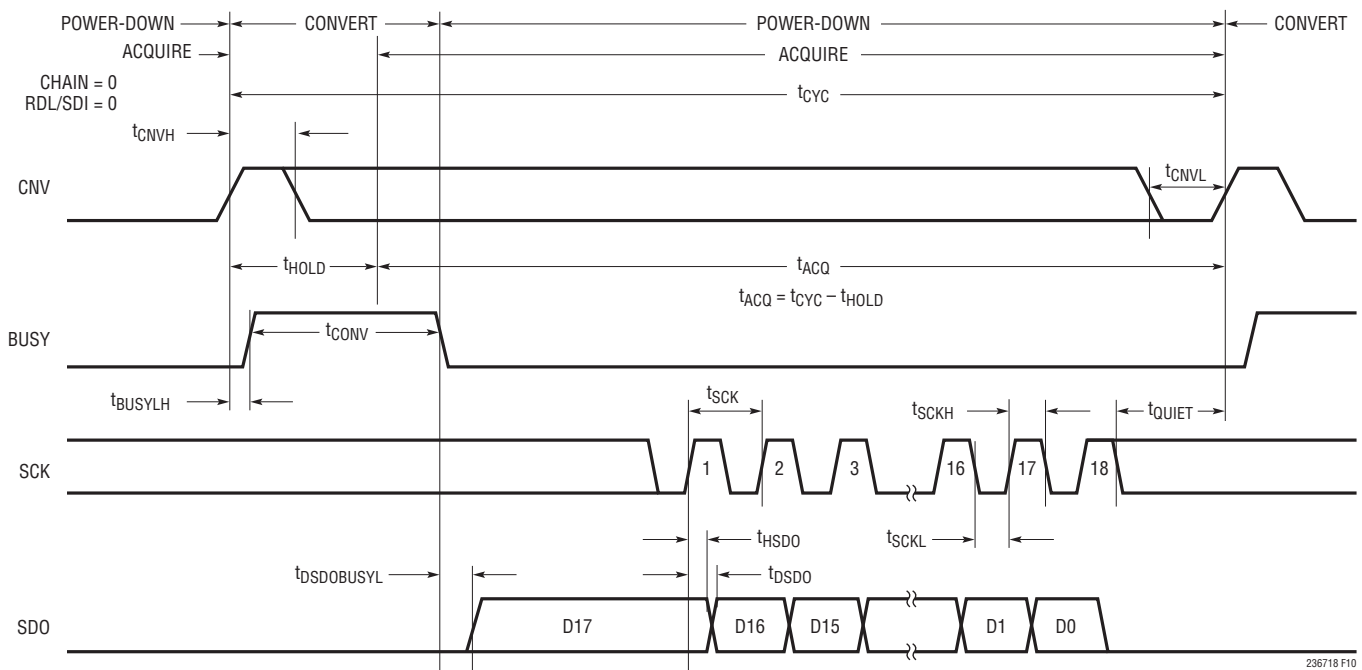 POWER-DOWN CONVERT POWER-DOWN CONVERT
ACQUIRE ACQUIRE
CHAIN = 0
RDL/SDI = 0
tCYC
tCNVH
CNV
tCNVL
tHOLD tACQ
tACQ = tCYC – tHOLD
BUSY
tCONV
tBUSYLH
tSCK tSCKH tQUIET
SCK
1 2 3 16 17 18
tHSDO tSCKL
tDSDOBUSYL tDSDO
SDO
D17 D16 D15 D1 D0
236718 F10